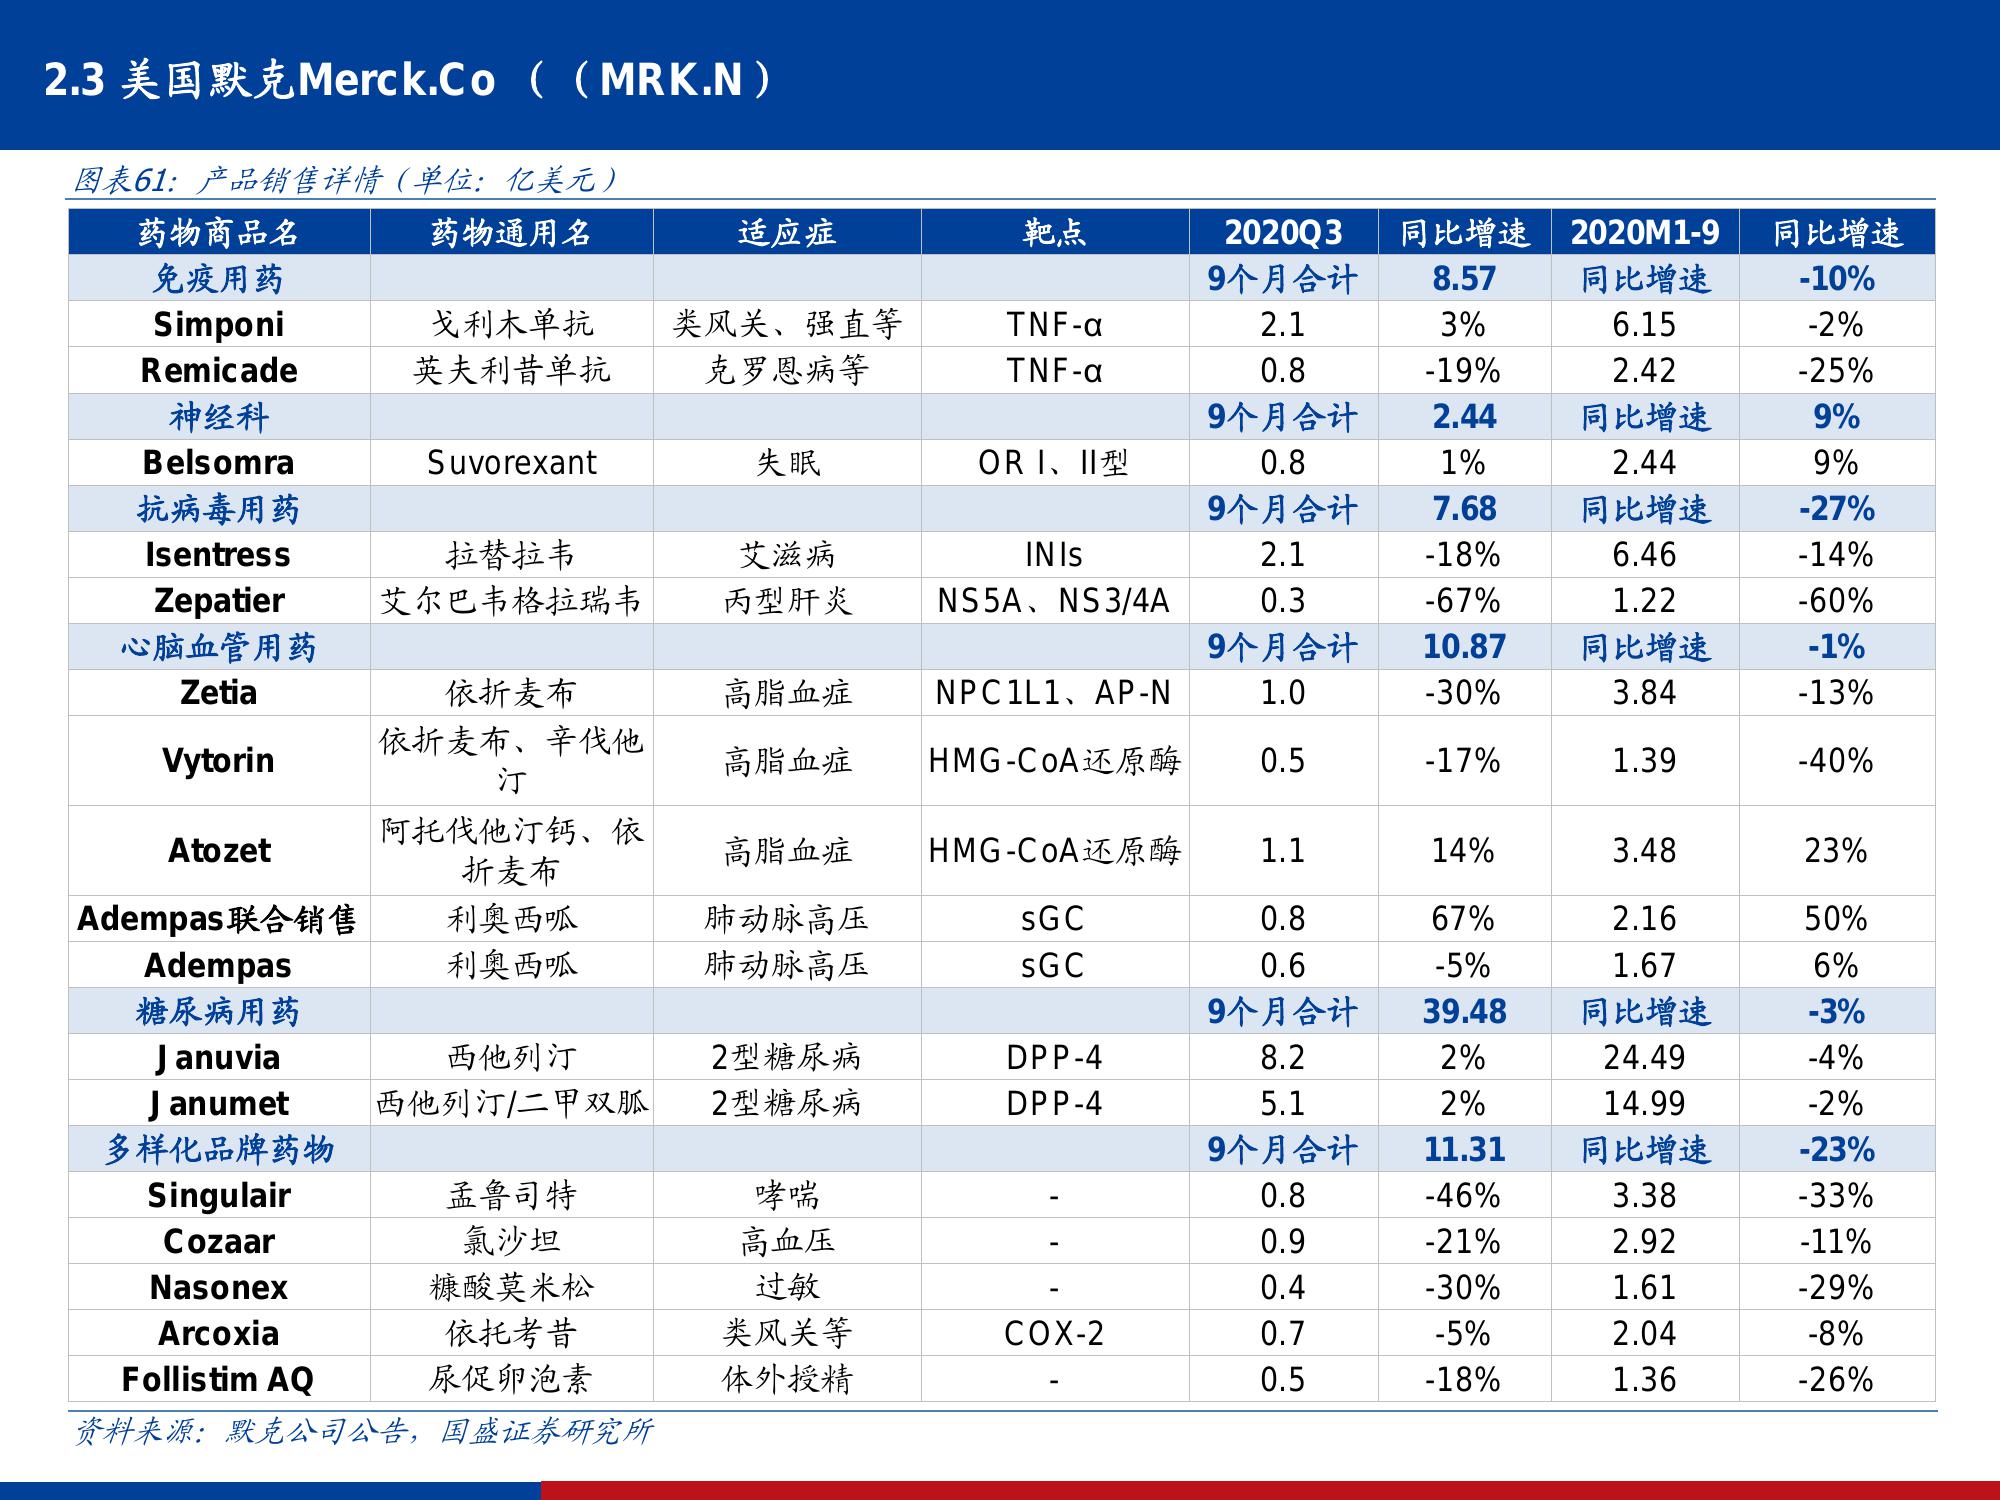 2.3 美国默克Merck.Co（（MRK.N）
图表61：产品销售详情（单位：亿美元）
药物商品名 药物通用名 适应症 靶点 2020Q3 同比增速 2020M1-9 同比增速
免疫用药 9个月合计 8.57 同比增速 -10%
Simponi 戈利木单抗 类风关、强直等 TNF-α 2.1 3% 6.15 -2%
Remicade 英夫利昔单抗 克罗恩病等 TNF-α 0.8 -19% 2.42 -25%
神经科 9个月合计 2.44 同比增速 9%
Belsomra Suvorexant 失眠 OR I、II型 0.8 1% 2.44 9%
抗病毒用药 9个月合计 7.68 同比增速 -27%
Isentress 拉替拉韦 艾滋病 INIs 2.1 -18% 6.46 -14%
Zepatier 艾尔巴韦格拉瑞韦 丙型肝炎 NS5A、NS3/4A 0.3 -67% 1.22 -60%
心脑血管用药 9个月合计 10.87 同比增速 -1%
Zetia 依折麦布 高脂血症 NPC1L1、AP-N 1.0 -30% 3.84 -13%
Vytorin 依折麦布、辛伐他
汀 高脂血症 HMG-CoA还原酶 0.5 -17% 1.39 -40%
Atozet 阿托伐他汀钙、依
折麦布 高脂血症 HMG-CoA还原酶 1.1 14% 3.48 23%
Adempas联合销售 利奥西呱 肺动脉高压 sGC 0.8 67% 2.16 50%
Adempas 利奥西呱 肺动脉高压 sGC 0.6 -5% 1.67 6%
糖尿病用药 9个月合计 39.48 同比增速 -3%
Januvia 西他列汀 2型糖尿病 DPP-4 8.2 2% 24.49 -4%
Janumet 西他列汀/二甲双胍 2型糖尿病 DPP-4 5.1 2% 14.99 -2%
多样化品牌药物 9个月合计 11.31 同比增速 -23%
Singulair 孟鲁司特 哮喘 - 0.8 -46% 3.38 -33%
Cozaar 氯沙坦 高血压 - 0.9 -21% 2.92 -11%
Nasonex 糠酸莫米松 过敏 - 0.4 -30% 1.61 -29%
Arcoxia 依托考昔 类风关等 COX-2 0.7 -5% 2.04 -8%
Follistim AQ 尿促卵泡素 体外授精 - 0.5 -18% 1.36 -26%
资料来源：默克公司公告，国盛证券研究所